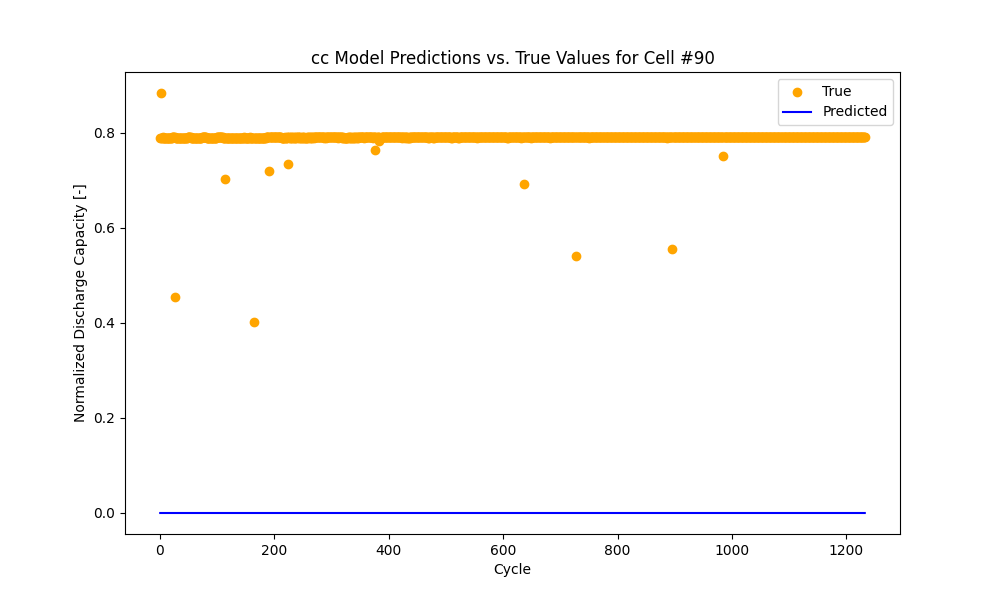 cc Model Predictions vs. True Values for Cell #90
True
Predicted
Normalized Discharge Capacity [-]
0.8
0.6
0.4
0.2
0.0
0 200 400 600 800 1000 1200
Cycle